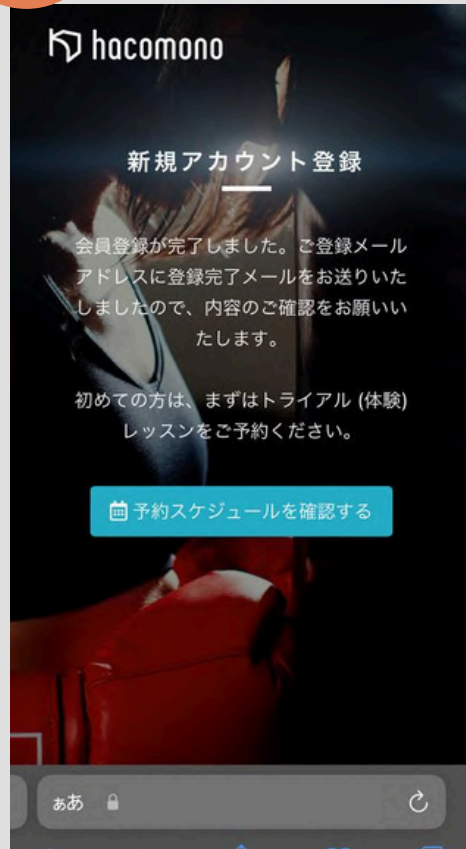 hacomono
新規アカウント登録
会員登録が完了しました。ご登録メール
アドレスに登録完了メールをお送りいた
しましたので、内容のご確認をお願いい
たします。
初めての方は、まずはトライアル (体験)
レッスンをご予約ください。
予約スケジュールを確認する
ぁあ